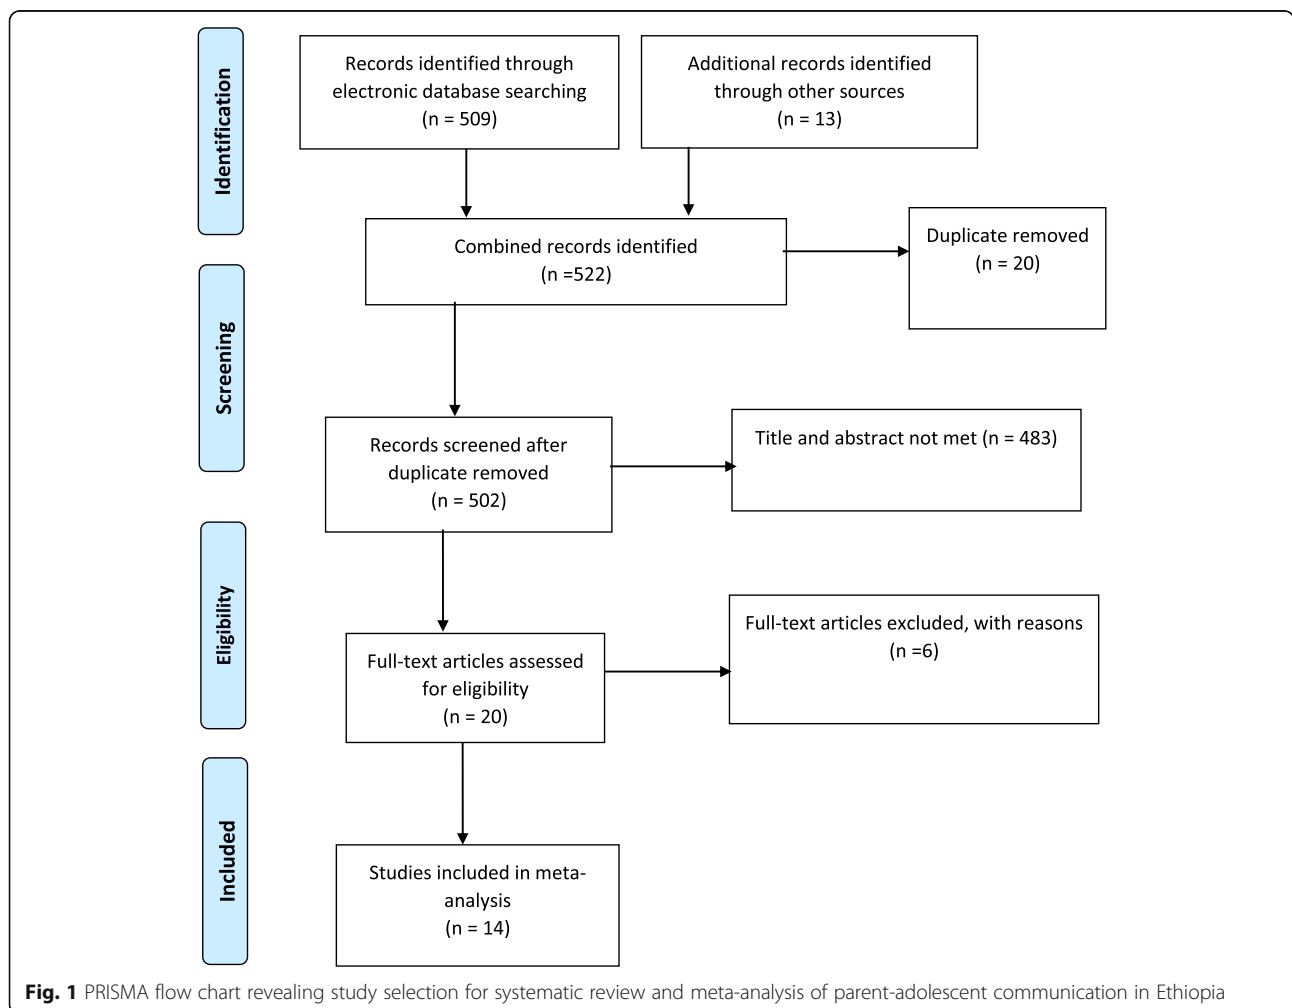 Identification
Records identified through
electronic database searching
(n = 509)
Additional records identified
through other sources
(n = 13)
Combined records identified
(n =522)
Duplicate removed
(n = 20)
Screening
Records screened after
duplicate removed
(n = 502)
Title and abstract not met (n = 483)
Eligibility
Full-text articles assessed
for eligibility
(n = 20)
Full-text articles excluded, with reasons
(n =6)
Included
Studies included in meta-
analysis
(n = 14)
Fig. 1 PRISMA flow chart revealing study selection for systematic review and meta-analysis of parent-adolescent communication in Ethiopia